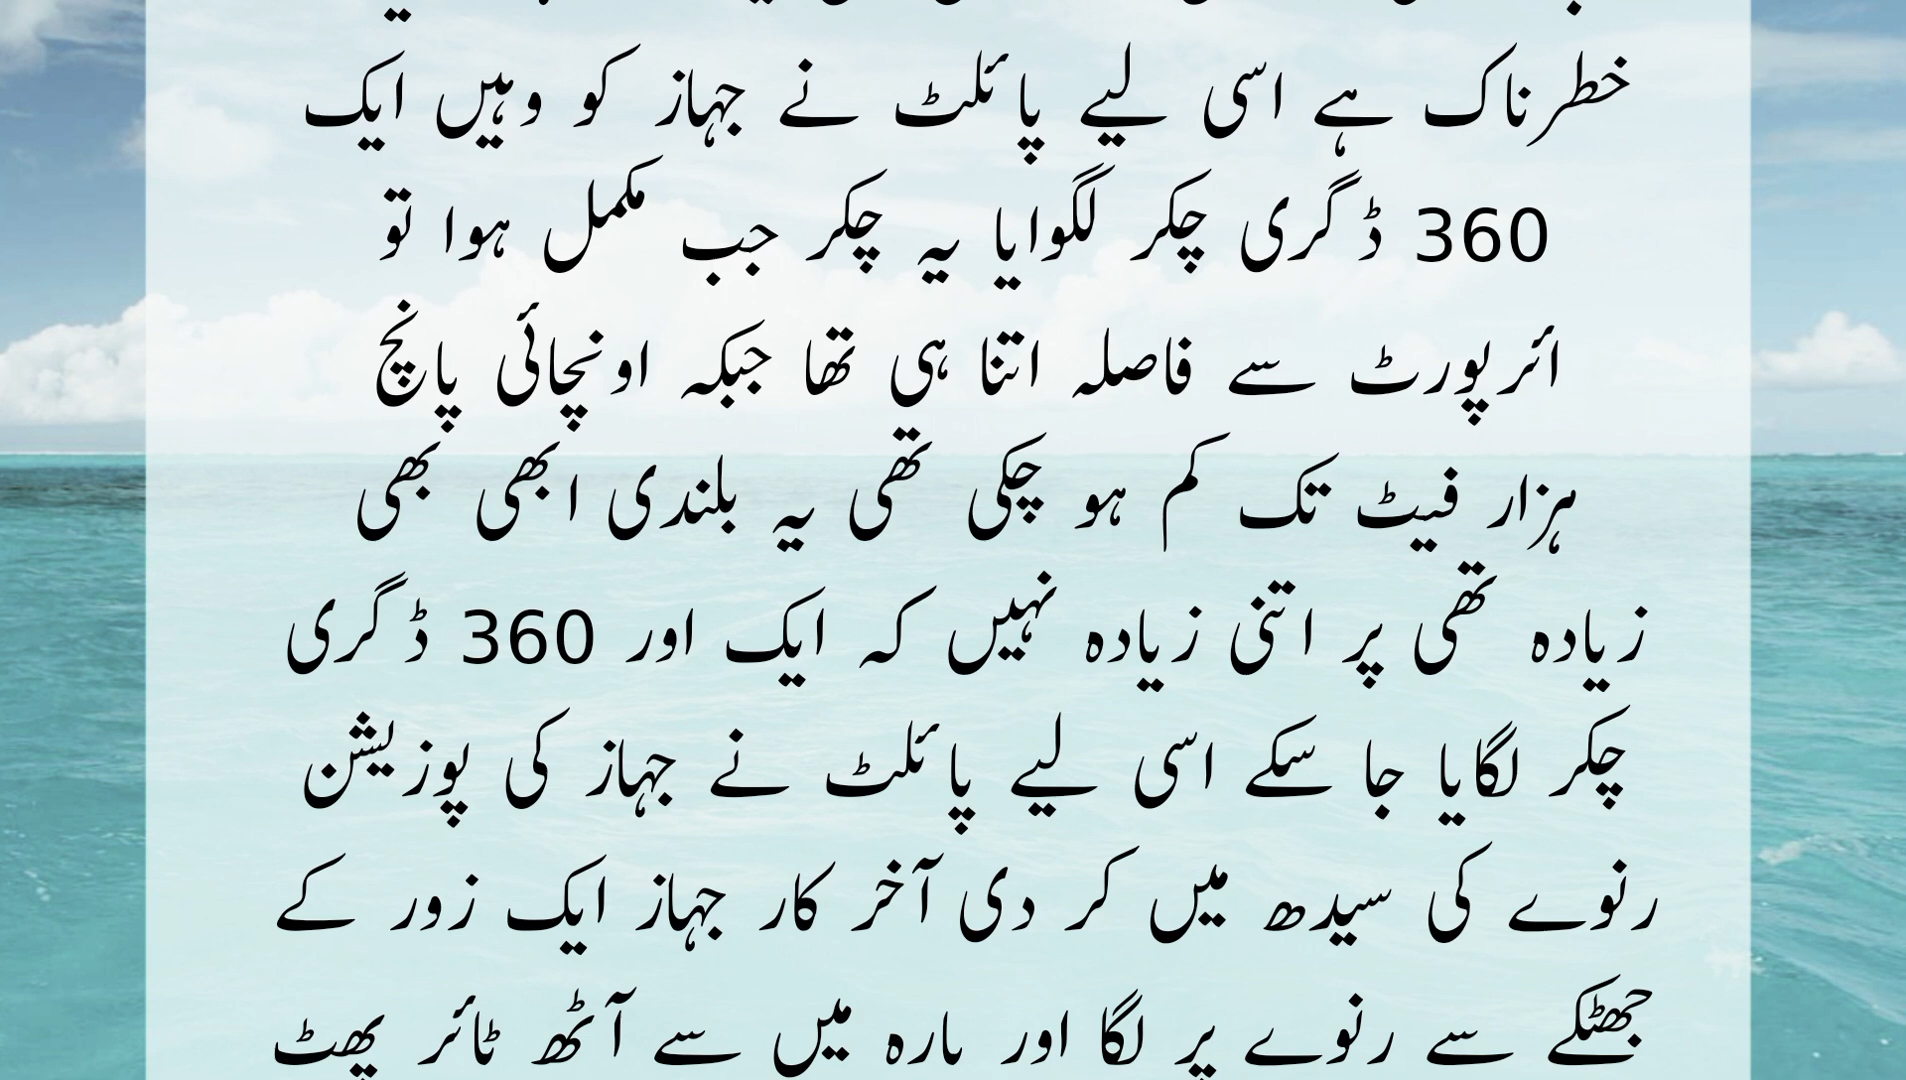 خطرناک ہے اسی لیے پائلٹ نے جہاز کو وہیں ایک
360 ڈگری چکر لگوایا یہ چکر جب مکمل ہوا تو
ائرپورٹ سے فاصلہ اتنا ہی تھا جبکہ اونچائی پانچ
ہزار فیٹ تک کم ہو چکی تھی یہ بلندی ابھی بھی
زیادہ تھی پر اتنی زیادہ نہیں کہ ایک اور 360 ڈگری
چکر لگایا جا سکے اسی لیے پائلٹ نے جہاز کی پوزیشن
رنوے کی سیدھ میں کر دی آخر کار جہاز ایک زور کے
جھٹکے سے رنوے پر لگا اور بارہ میں سے آٹھ ٹائر پھٹ